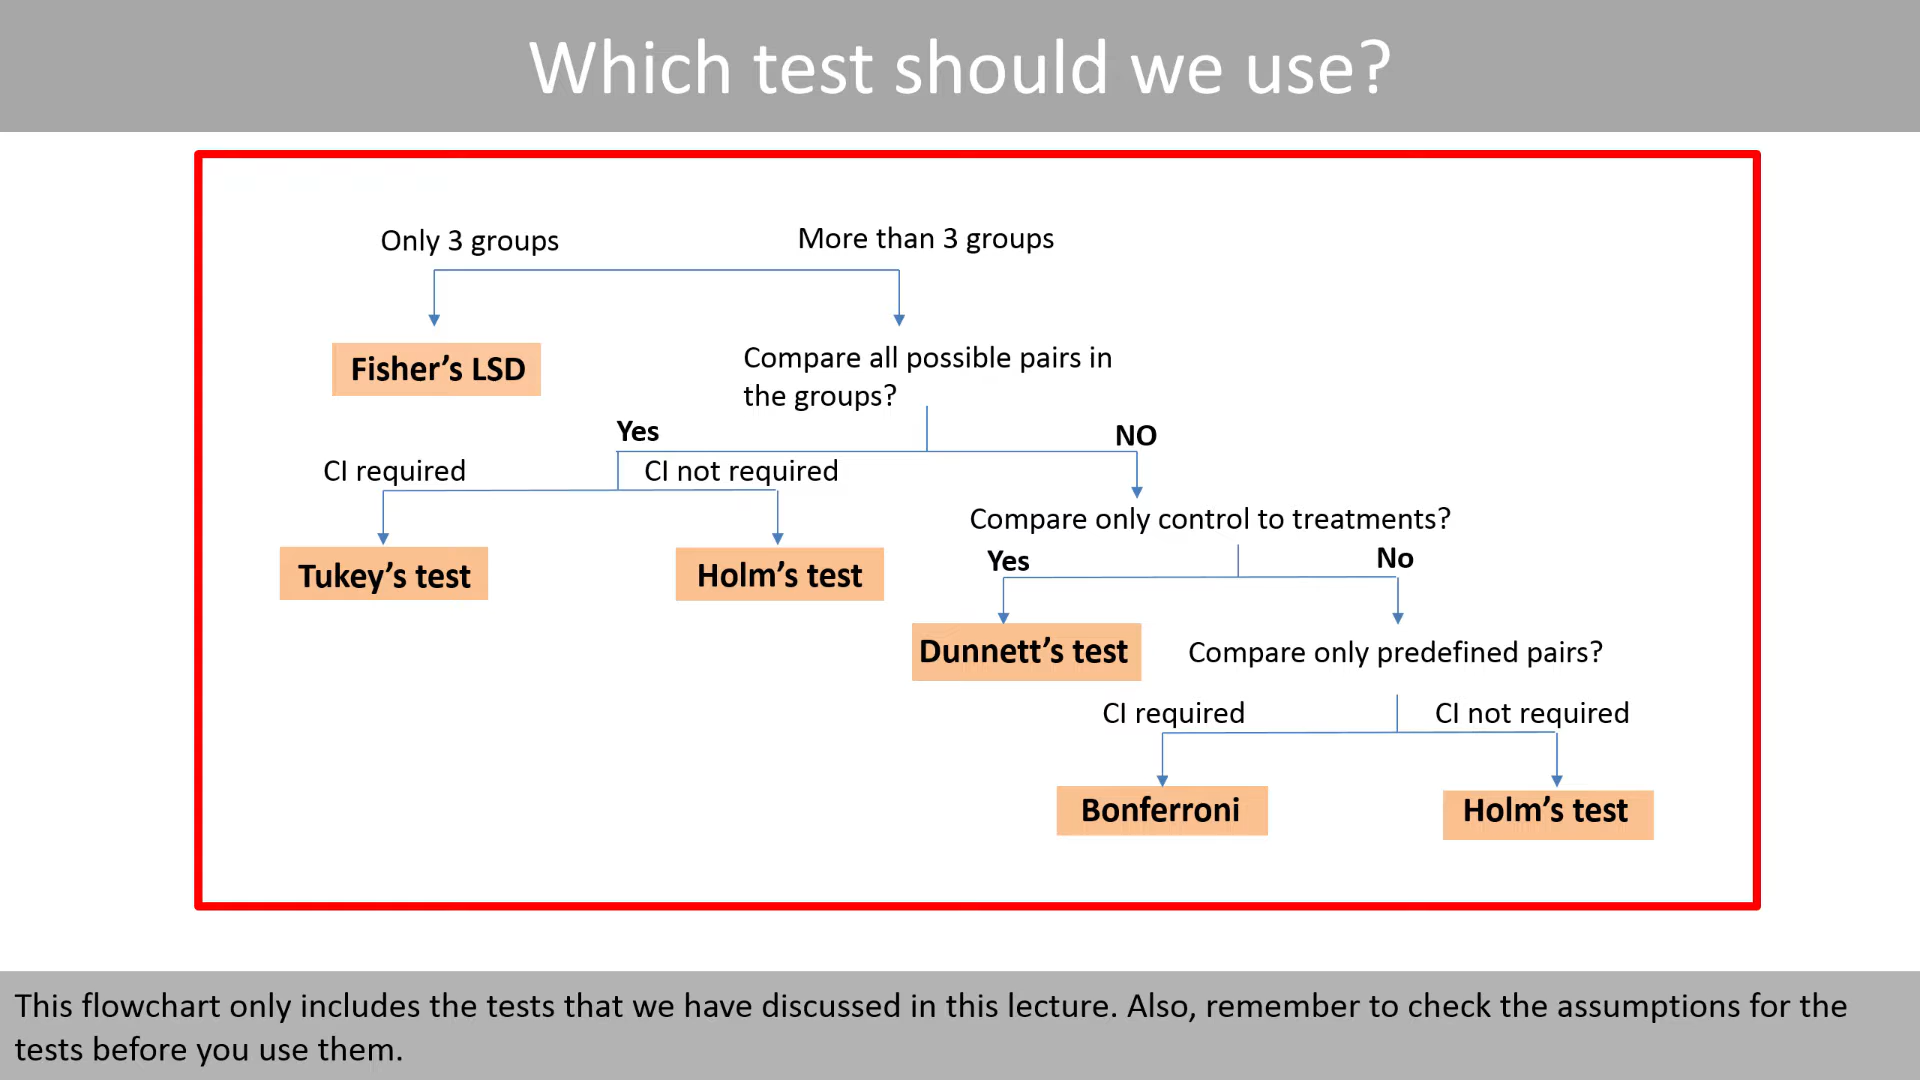 Which test should we use?
Only 3 groups
More than 3 groups
Fisher’s LSD
Compare all possible pairs in
the groups?
Yes
NO
CI required
CI not required
Tukey’s test
Holm’s test
Compare only control to treatments?
Yes
No
Dunnett’s test
Compare only predefined pairs?
CI required
CI not required
Bonferroni
Holm’s test
This flowchart only includes the tests that we have discussed in this lecture. Also, remember to check the assumptions for the
tests before you use them.